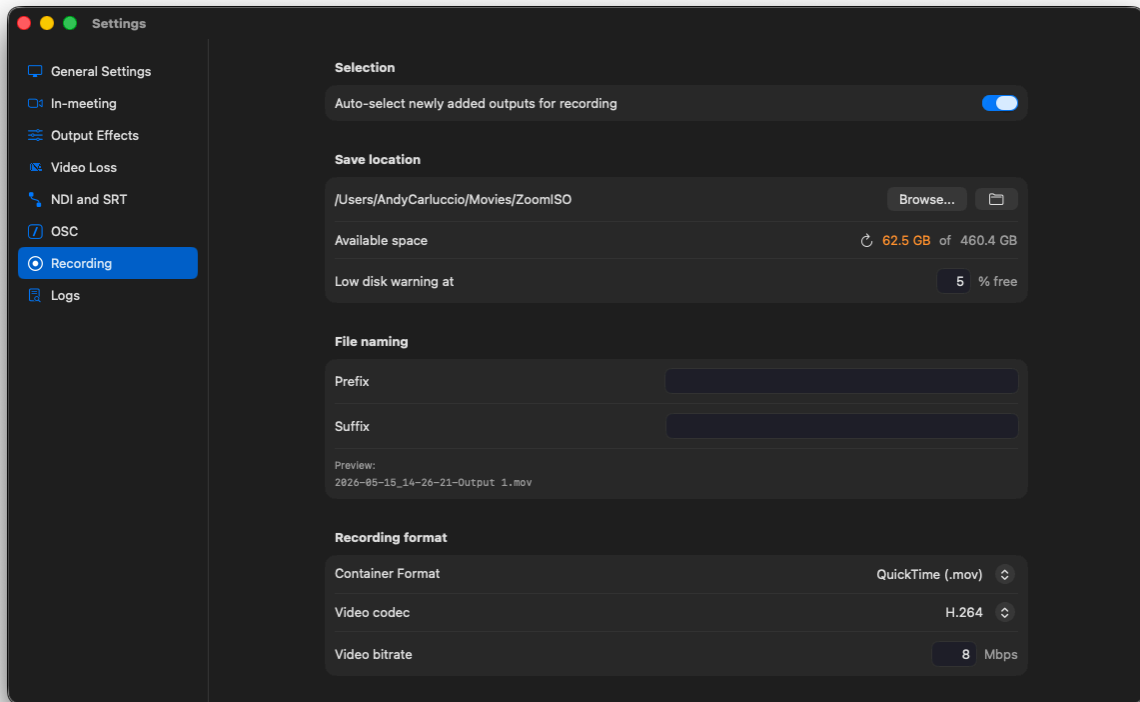 Settings
General Settings
In-meeting
Output Effects
Video Loss
NDI and SRT
OSC
Recording
Logs
Selection
Auto-select newly added outputs for recording
Save location
/Users/AndyCarluccio/Movies/ZoomISO
Browse...
Available space
62.5 GB of 460.4 GB
Low disk warning at
5 % free
File naming
Prefix
Suffix
Preview:
2026-05-15_14-26-21-Output 1.mov
Recording format
Container Format
QuickTime (.mov)
Video codec
H.264
Video bitrate
8 Mbps